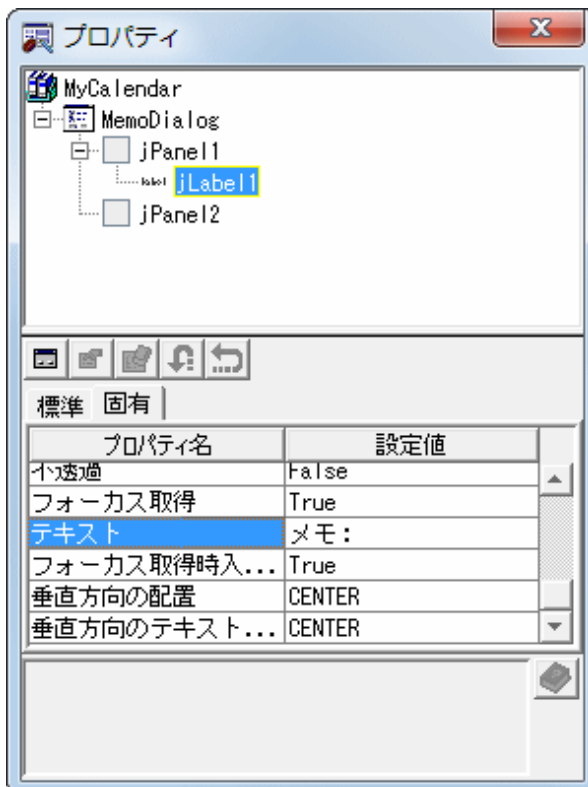 プロパティ
MyCalendar
MemoDialog
jPanel1
label jLabel1
jPanel2
標準 固有
プロパティ名 設定値
不透過 False
フォーカス取得 True
テキスト メモ:
フォーカス取得時入... True
垂直方向の配置 CENTER
垂直方向のテキスト... CENTER